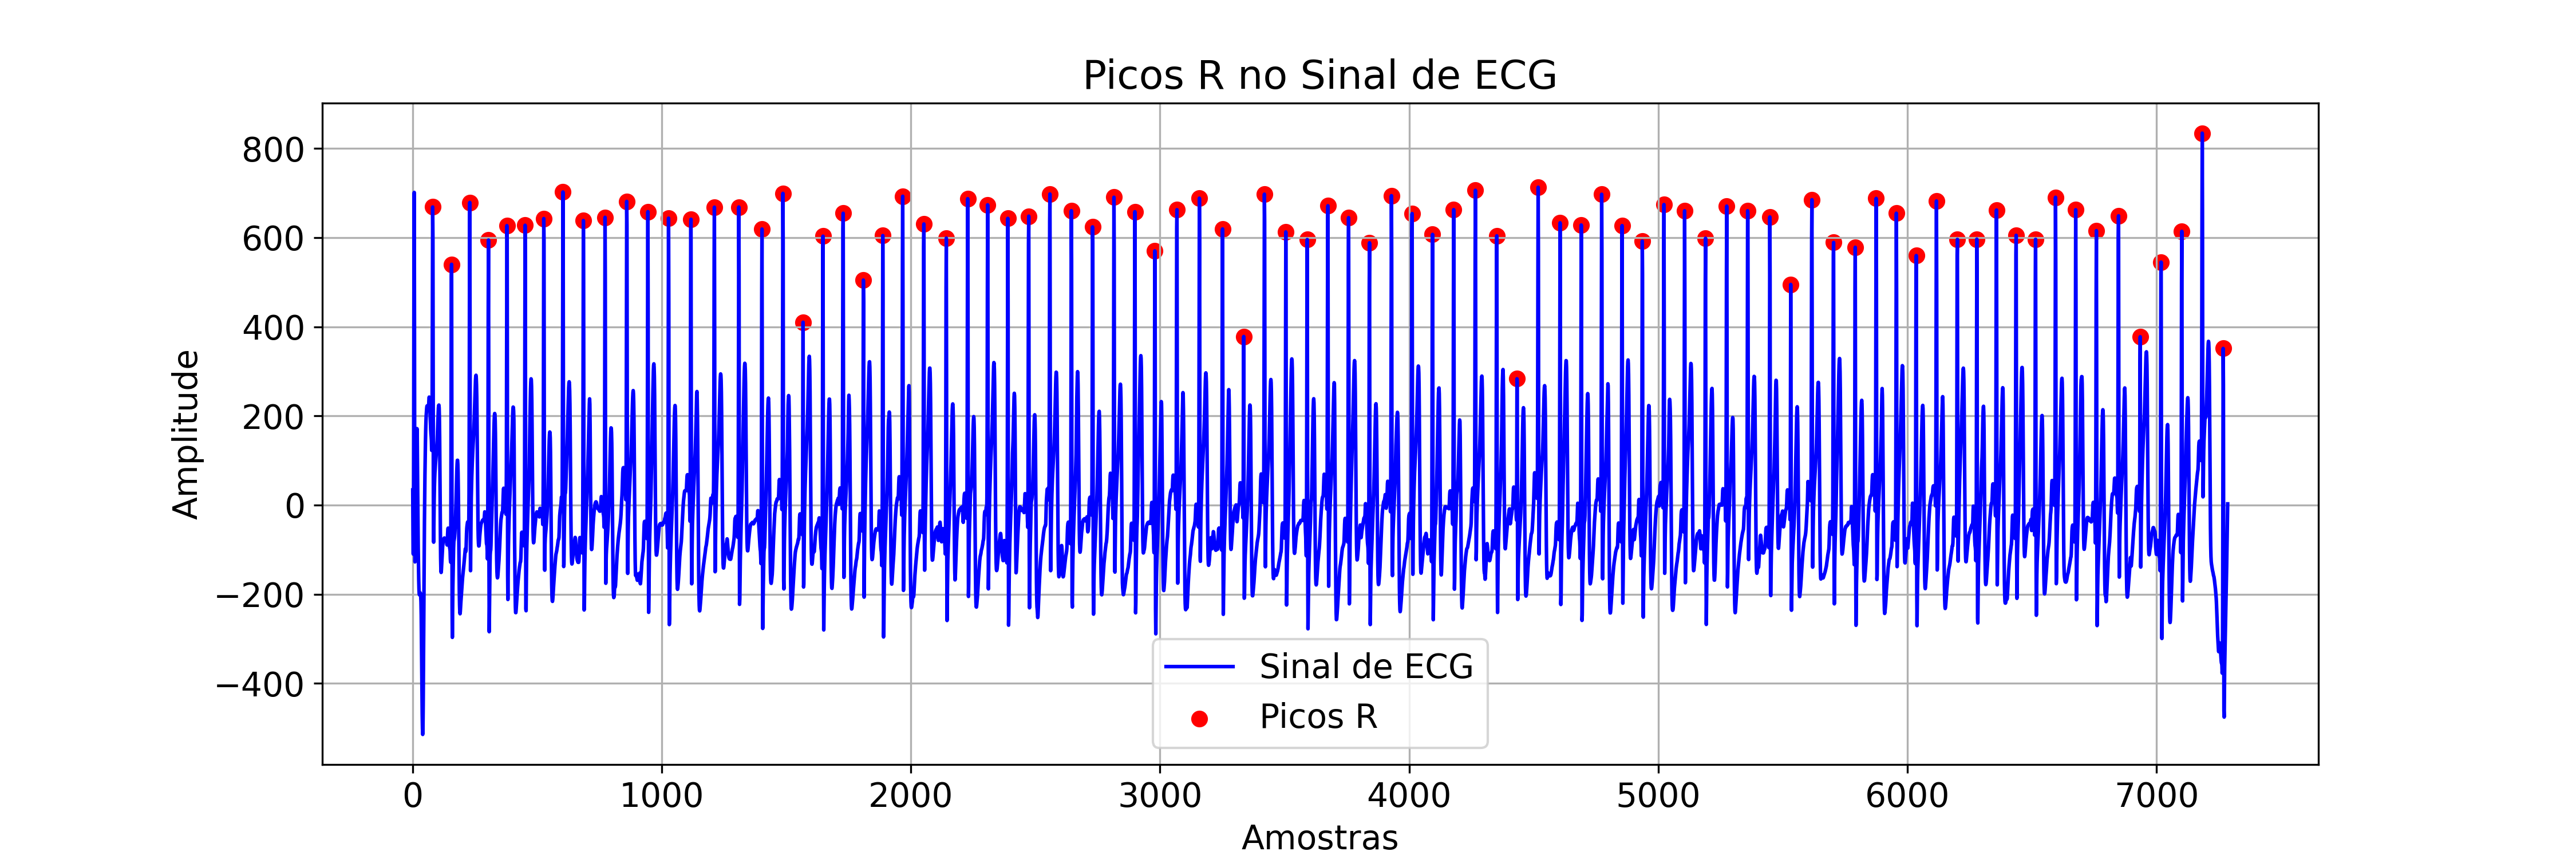 Picos R no Sinal de ECG
800
600
400
200
0
−200
−400
Amplitude
Sinal de ECG
Picos R
0 1000 2000 3000 4000 5000 6000 7000
Amostras